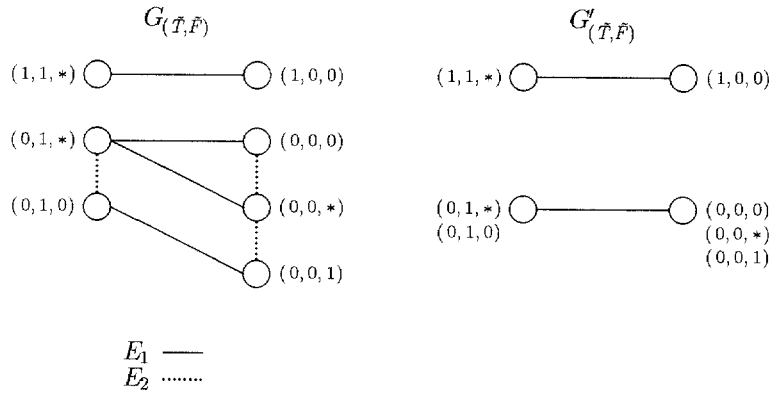 G(T̃,F̃) G′(T̃,F̃)
(1,1,*) (1,0,0) (1,1,*) (1,0,0)
(0,1,*) (0,0,0)
(0,1,0) (0,0,*) (0,1,*) (0,0,0)
(0,1,0) (0,0,*)
(0,0,1) (0,0,1)
E1
E2